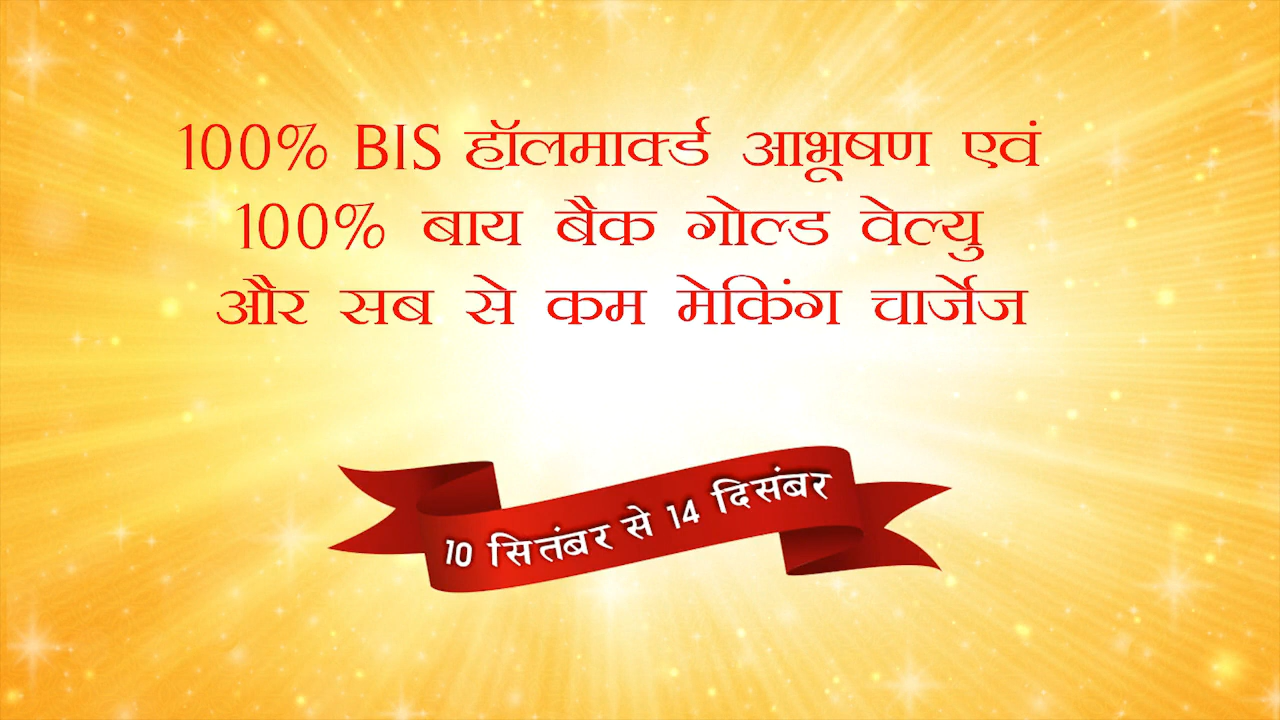 100% BIS हॉलमार्क्ड आभूषण एवं
100% बाय बैक गोल्ड वेल्यु
और सब से कम मेकिंग चार्जेज
10 सितंबर से 14 दिसंबर